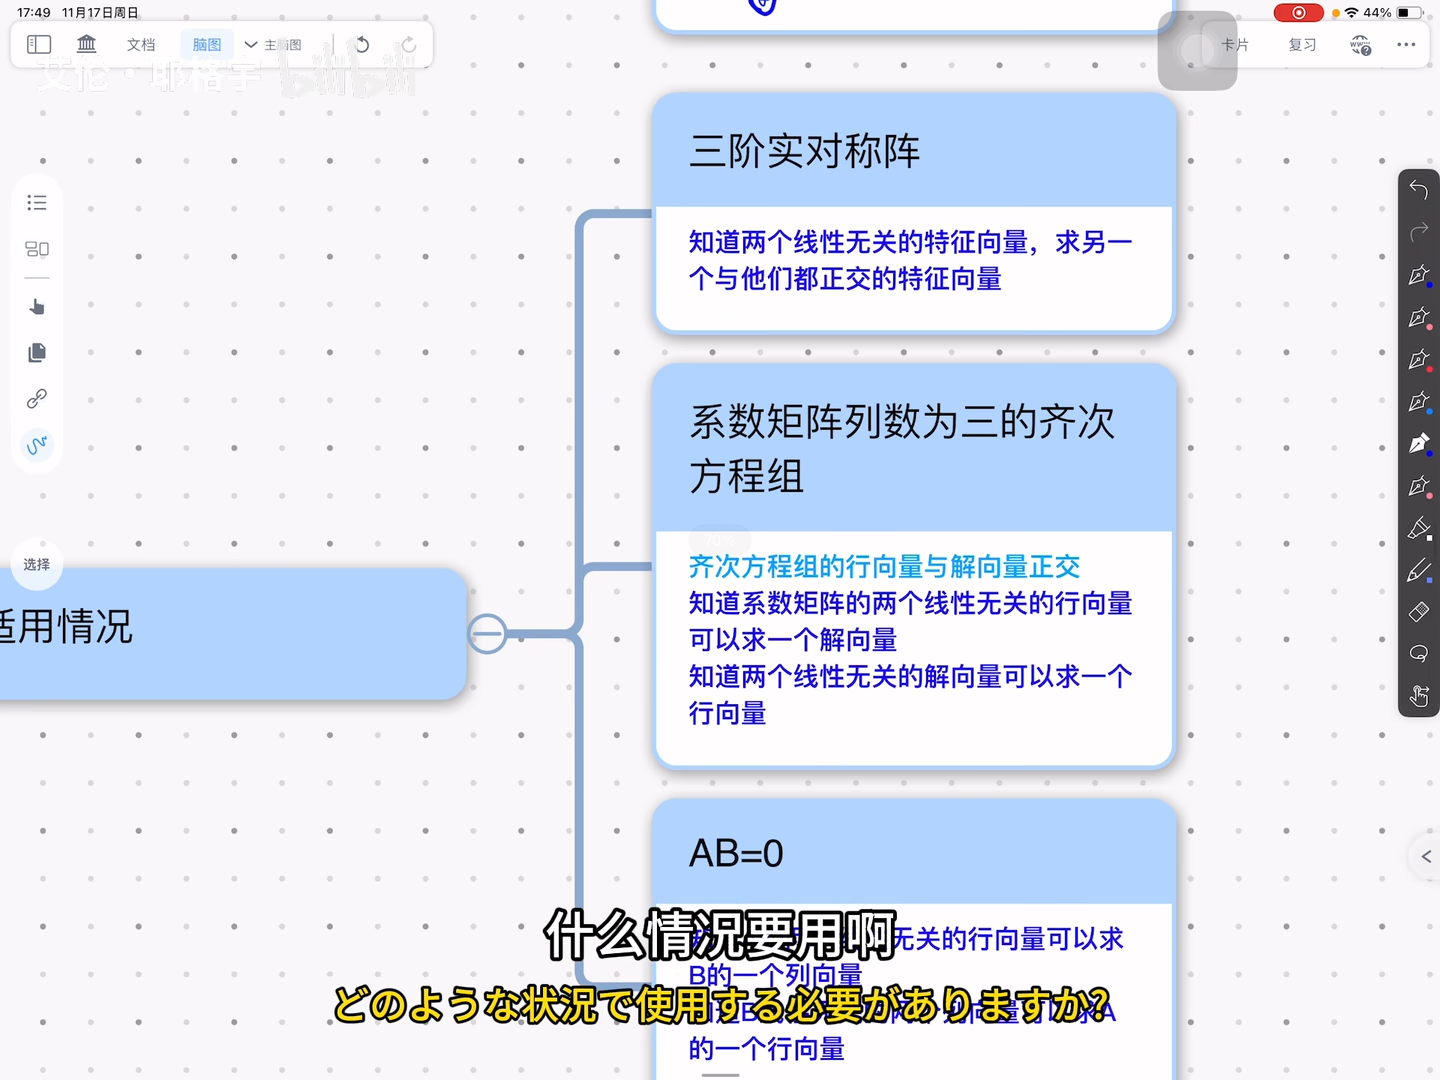 17:49 11月17日周日
44%
文档
脑图
主脑图
卡片
复习
艾伦·耶格宇 bilibili
三阶实对称阵
知道两个线性无关的特征向量，求另一
个与他们都正交的特征向量
系数矩阵列数为三的齐次
方程组
70%
齐次方程组的行向量与解向量正交
知道系数矩阵的两个线性无关的行向量
可以求一个解向量
知道两个线性无关的解向量可以求一个
行向量
选择
适用情况
AB=0
无关的行向量可以求
B的一个列向量
的一个行向量
什么情况要用啊
どのような状況で使用する必要がありますか?